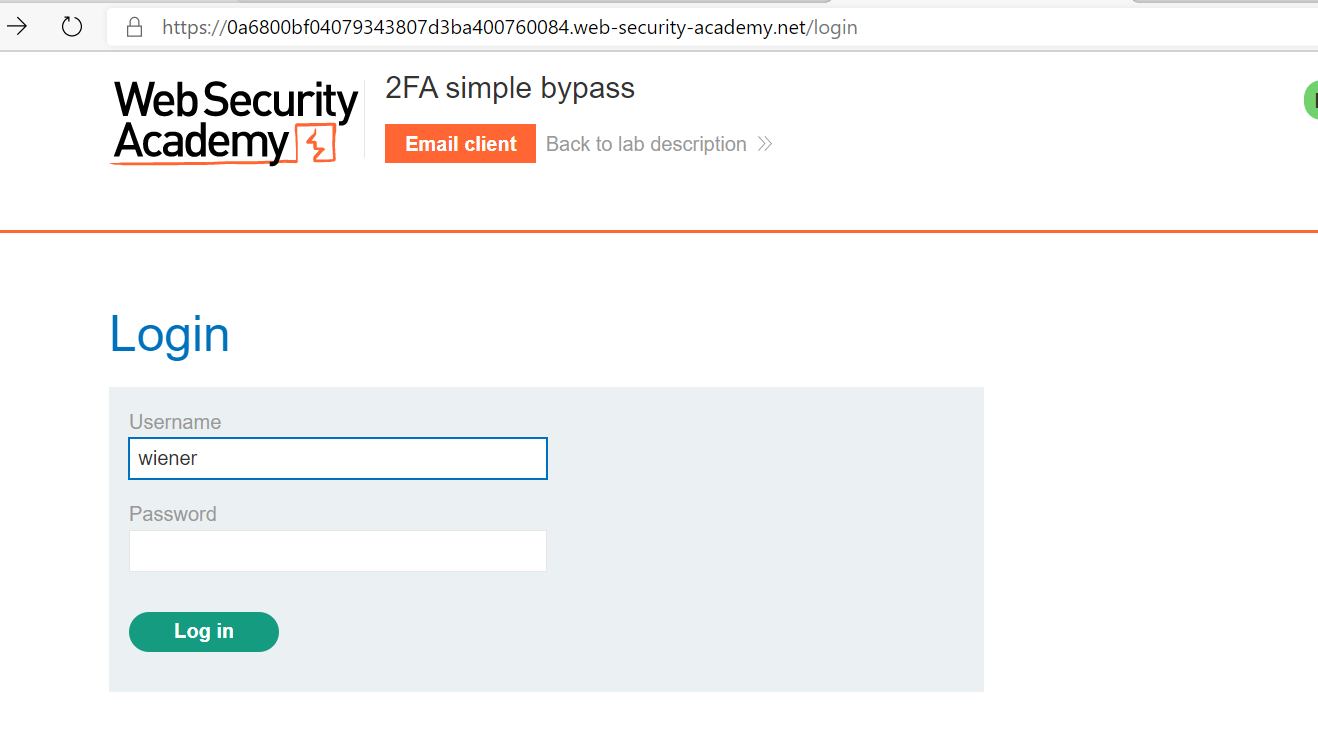 https://0a6800bf04079343807d3ba400760084.web-security-academy.net/login
Web Security
Academy
2FA simple bypass
Email client
Back to lab description
Login
Username
wiener
Password
Log in